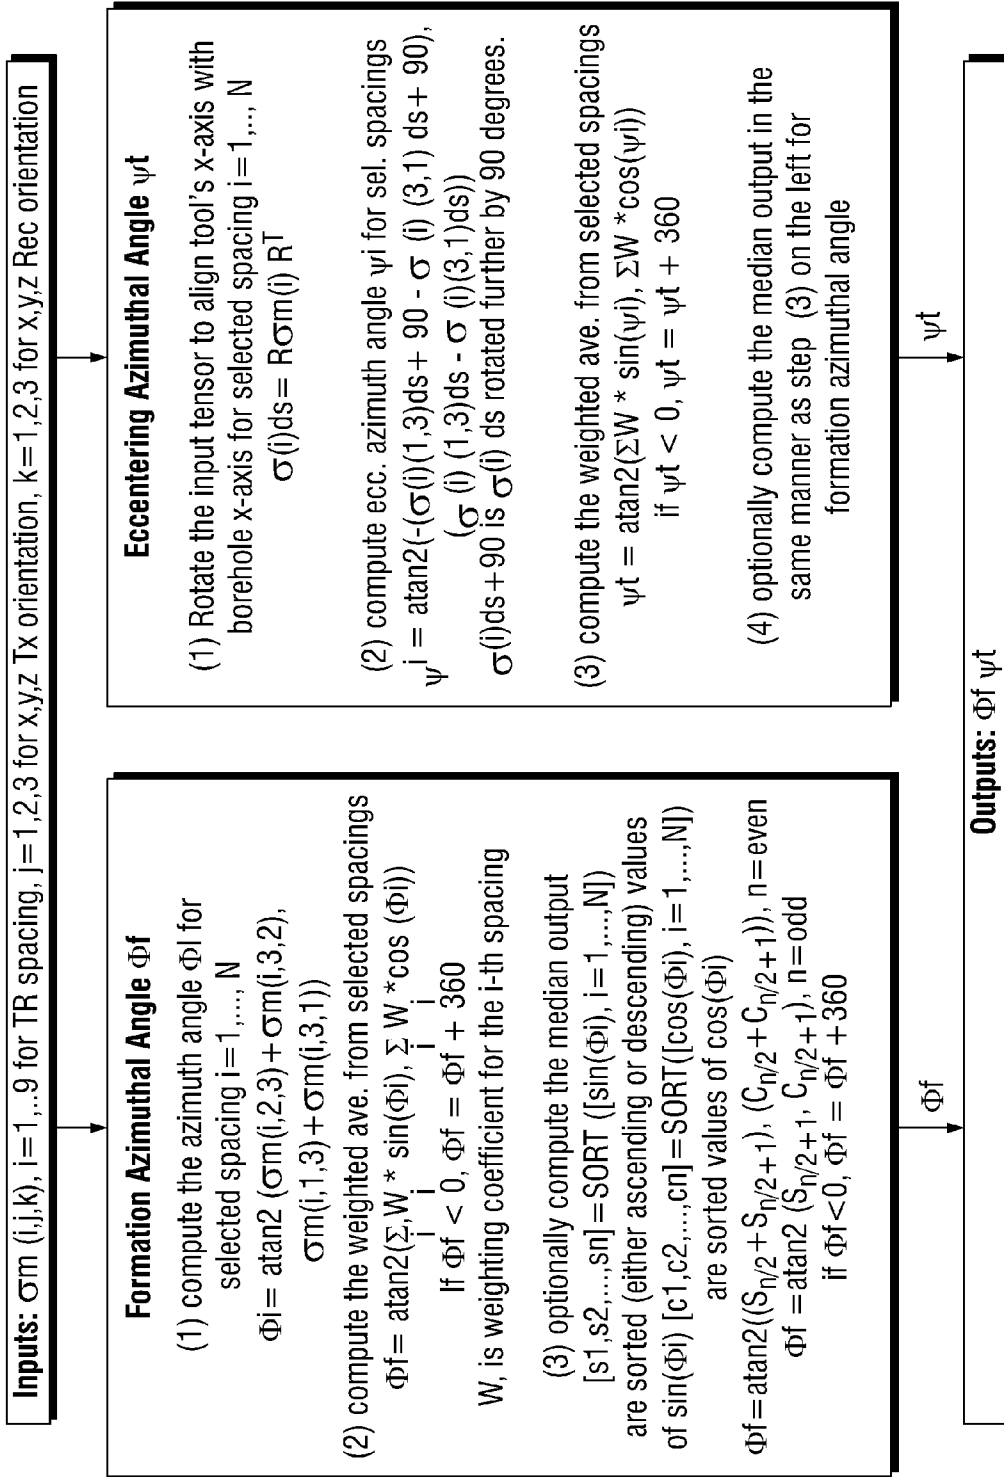 Inputs: σm (i,j,k), i=1,..9 for TR spacing, j=1,2,3 for x,y,z Tx orientation, k=1,2,3 for x,y,z Rec orientation
Formation Azimuthal Angle Φf
(1) compute the azimuth angle ΦI for
selected spacing i=1,..., N
Φi= atan2 (σm(i,2,3)+σm(i,3,2),
σm(i,1,3)+σm(i,3,1))
(2) compute the weighted ave. from selected spacings
Φf= atan2(Σ,W * sin(Φi), Σ W *cos (Φi))
i i i i
If Φf < 0, Φf = Φf + 360
W, is weighting coefficient for the i-th spacing
(3) optionally compute the median output
[s1,s2,...,sn]=SORT ([sin(Φi), i=1,...,N])
are sorted (either ascending or descending) values
of sin(Φi) [c1,c2,...,cn]=SORT([cos(Φi), i=1,...,N])
are sorted values of cos(Φi)
Φf=atan2((S_n/2+S_n/2+1), (C_n/2+C_n/2+1)), n=even
Φf =atan2 (S_n/2+1, C_n/2+1), n=odd
if Φf<0, Φf = Φf +360
Φf
Eccentering Azimuthal Angle ψt
(1) Rotate the input tensor to align tool's x-axis with
borehole x-axis for selected spacing i=1,.., N
σ(i)ds= Rσm(i) R^T
(2) compute ecc. azimuth angle ψi for sel. spacings
ψi = atan2(-(σ(i)(1,3)ds+ 90 -σ (i) (3,1) ds+ 90),
(σ (i) (1,3)ds - σ (i)(3,1)ds))
σ(i)ds+90 is σ(i) ds rotated further by 90 degrees.
(3) compute the weighted ave. from selected spacings
ψt = atan2(ΣW * sin(ψi), ΣW *cos(ψi))
if ψt < 0, ψt = ψt + 360
(4) optionally compute the median output in the
same manner as step (3) on the left for
formation azimuthal angle
ψt
Outputs: Φf ψt